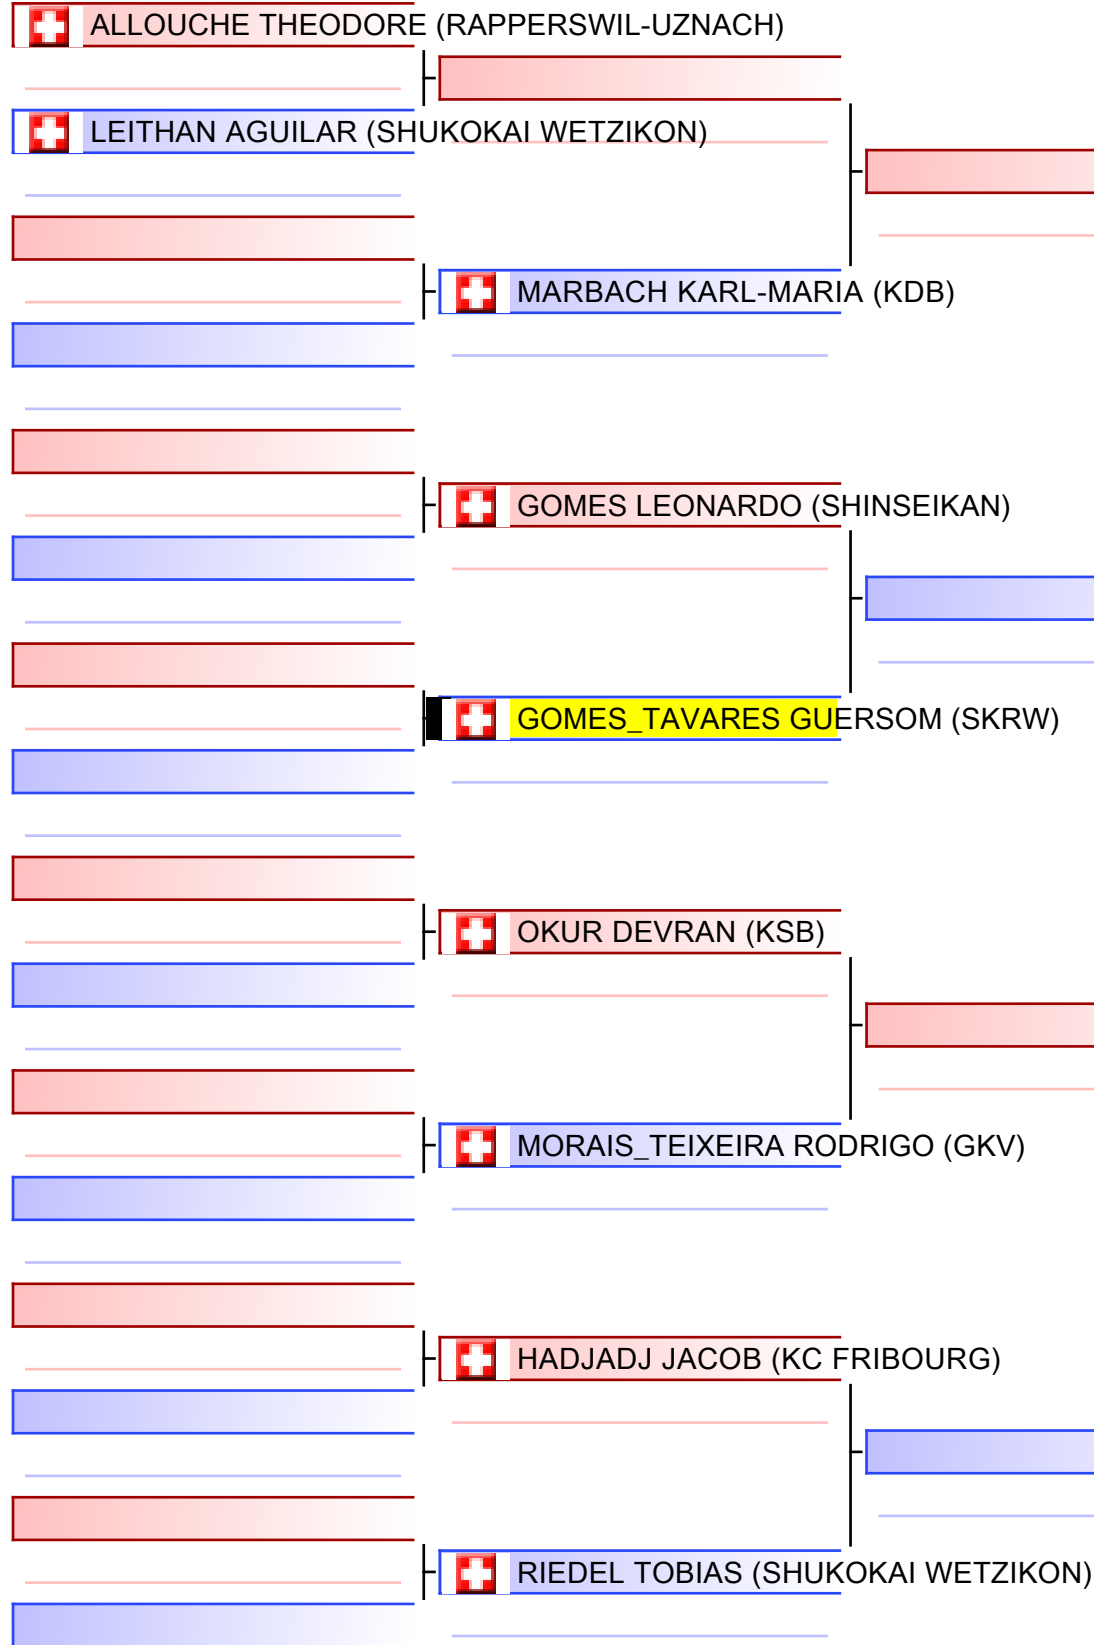 ALLOUCHE THEODORE (RAPPERSWIL-UZNACH)
LEITHAN AGUILAR (SHUKOKAI WETZIKON)
MARBACH KARL-MARIA (KDB)
GOMES LEONARDO (SHINSEIKAN)
GOMES_TAVARES GUERSOM (SKRW)
OKUR DEVRAN (KSB)
MORAIS_TEIXEIRA RODRIGO (GKV)
HADJADJ JACOB (KC FRIBOURG)
RIEDEL TOBIAS (SHUKOKAI WETZIKON)